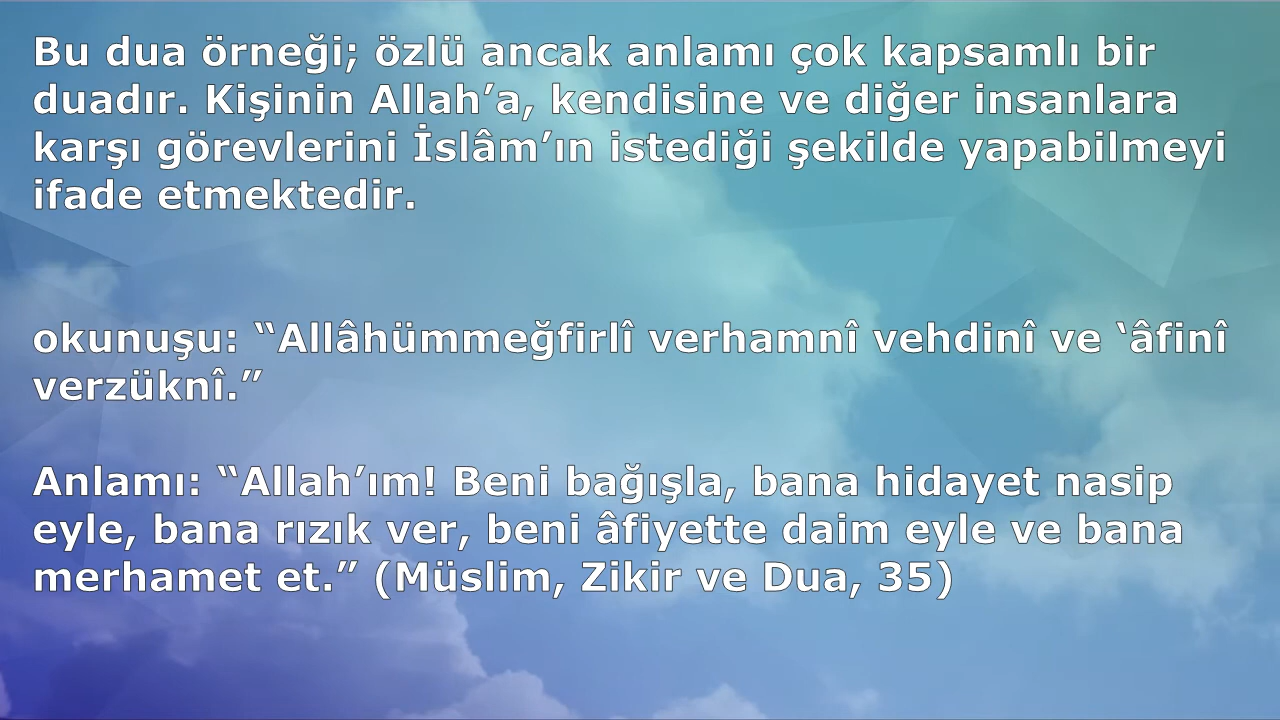 Bu dua örneği; özlü ancak anlamı çok kapsamlı bir
duadır. Kişinin Allah’a, kendisine ve diğer insanlara
karşı görevlerini İslâm’ın istediği şekilde yapabilmeyi
ifade etmektedir.
okunuşu: “Allâhümmeğfirlî verhamnî vehdinî ve ‘âfinî
verzüknî.”
Anlamı: “Allah’ım! Beni bağışla, bana hidayet nasip
eyle, bana rızık ver, beni âfiyette daim eyle ve bana
merhamet et.” (Müslim, Zikir ve Dua, 35)